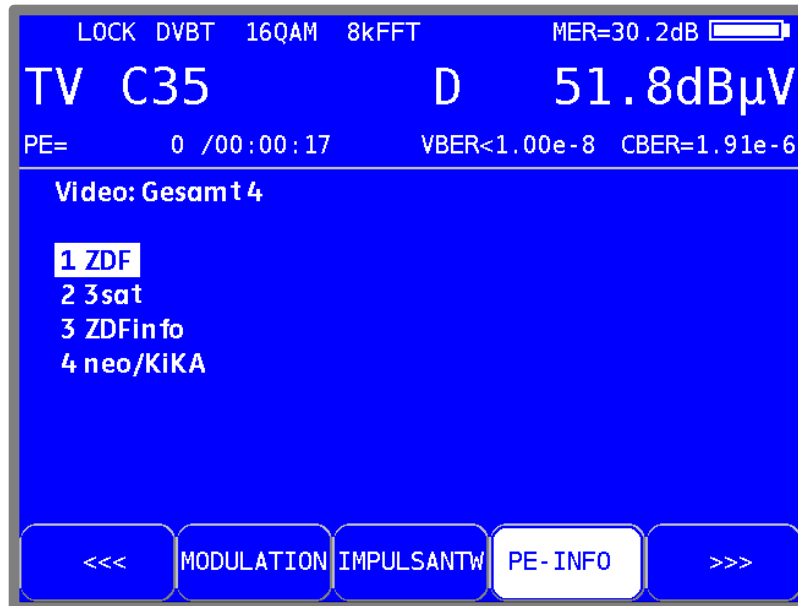 LOCK DVBT 16QAM 8kFFT MER=30.2dB
TV C35 D 51.8dBµV
PE= 0 /00:00:17 VBER<1.00e-8 CBER=1.91e-6
Video: Gesamt 4
1 ZDF
2 3sat
3 ZDFinfo
4 neo/KiKA
<<< MODULATION IMPULSANTW PE-INFO >>>